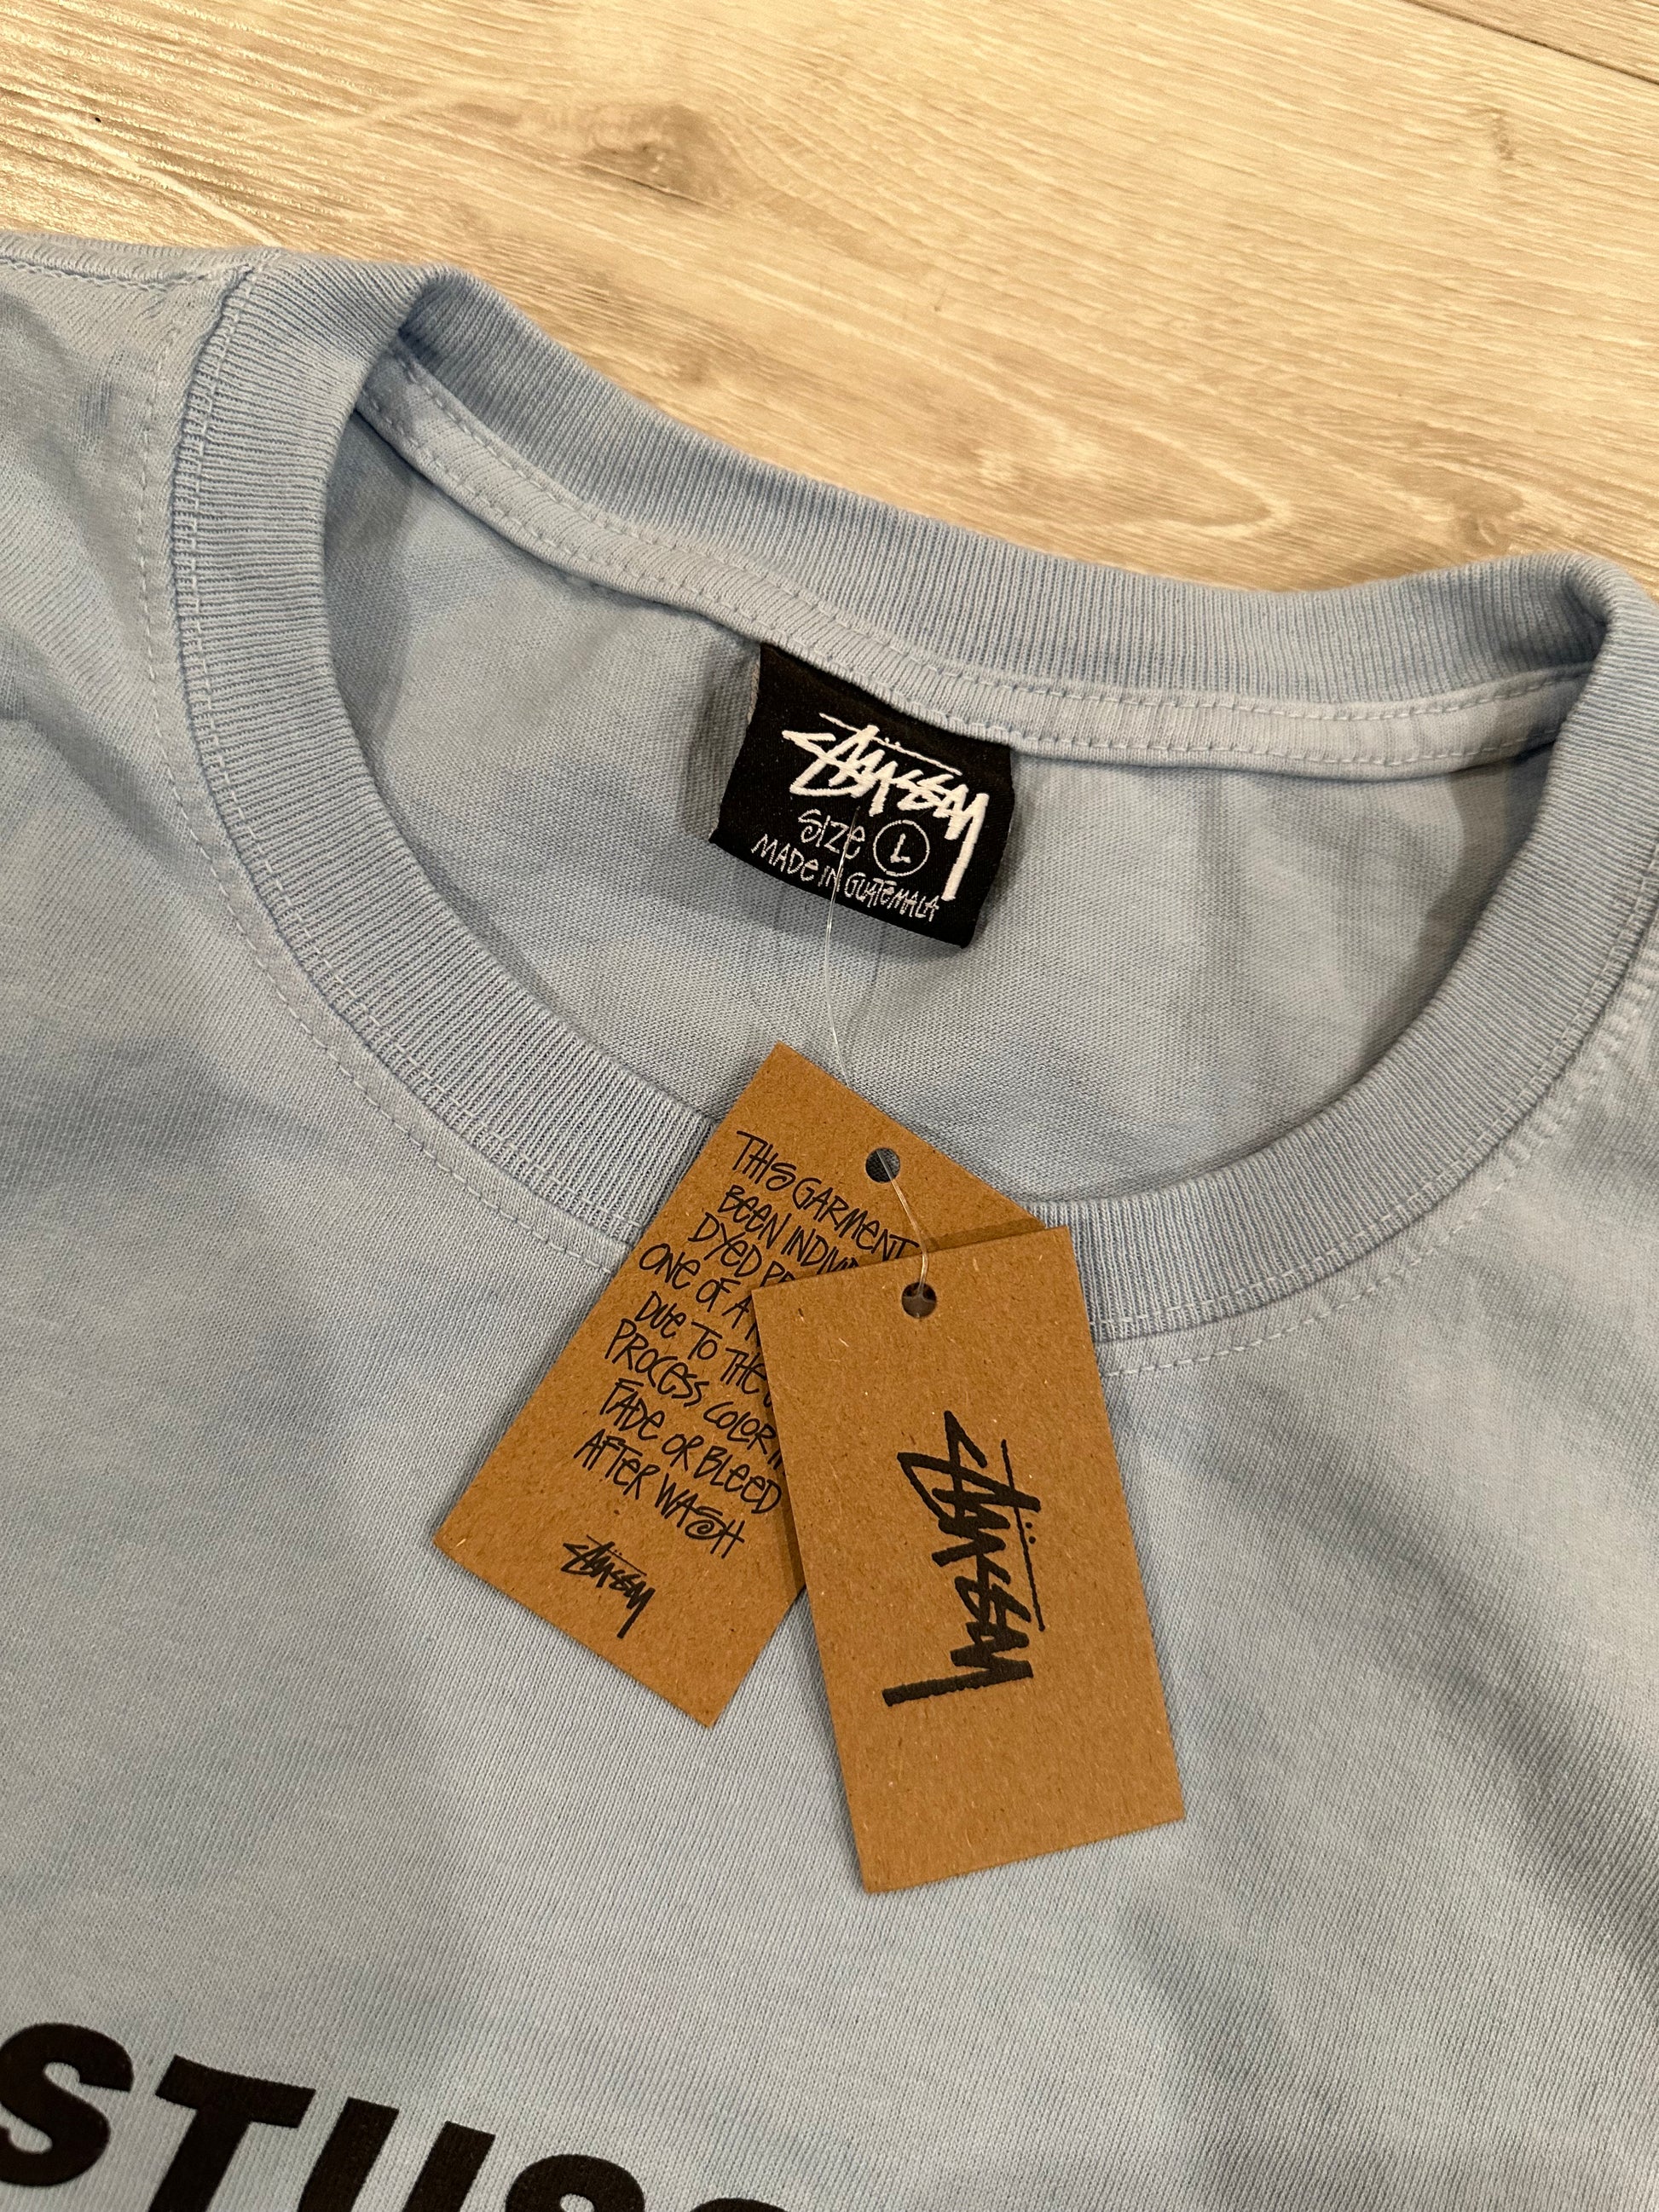 Stüssy
SIZE L
MADE IN GUATEMALA
THIS GARMENT
BEEN
DYED
ONE OF A
DUE TO THE
PROCESS COLOR
FADE OR BLEED
AFTER WASH
Stüssy
Stüssy
STUS